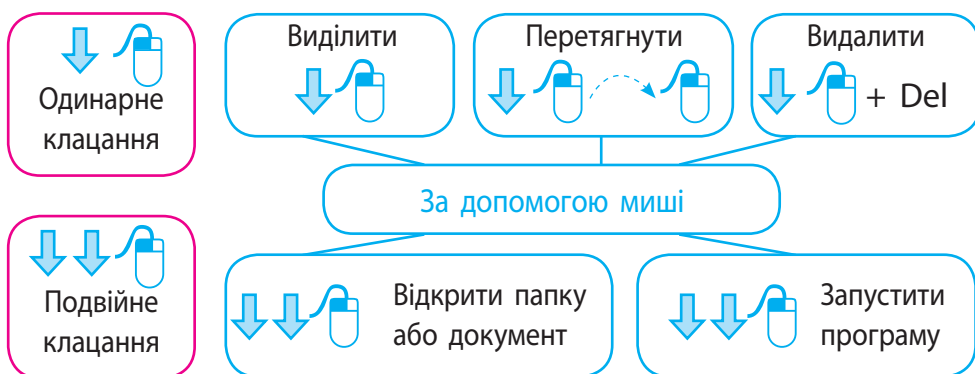 Одинарне
клацання
Виділити
Перетягнути
Видалити
+ Del
За допомогою миші
Подвійне
клацання
Відкрити папку
або документ
Запустити
програму